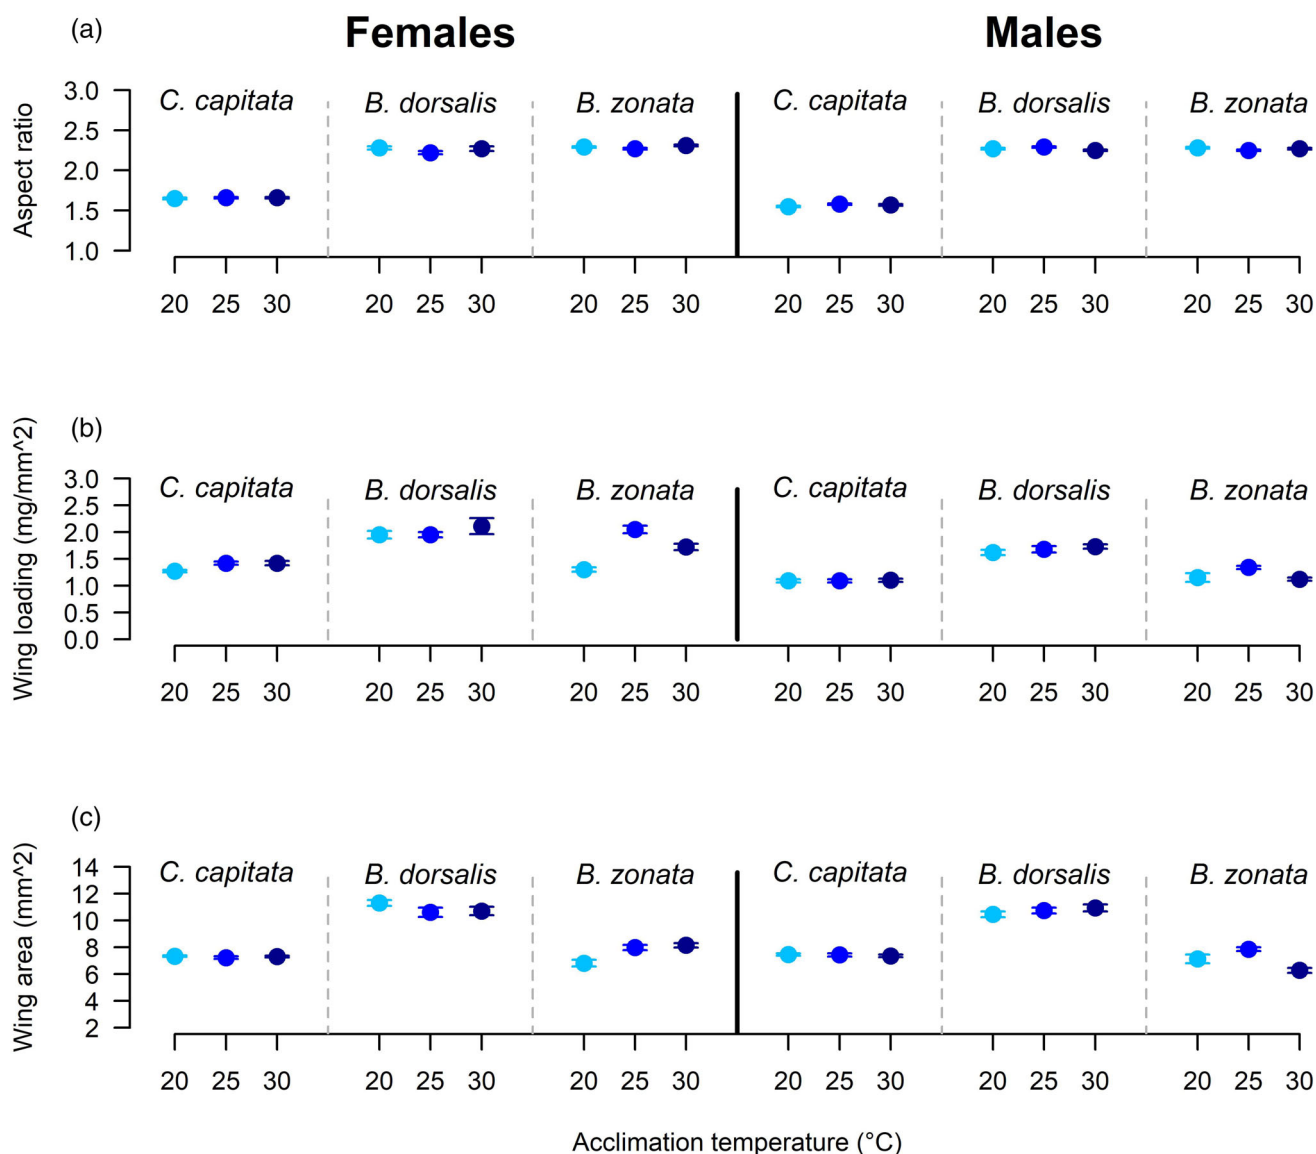 (a)
Females Males
Aspect ratio
C. capitata B. dorsalis B. zonata C. capitata B. dorsalis B. zonata
3.0
2.5
2.0
1.5
1.0
20 25 30 20 25 30 20 25 30 20 25 30 20 25 30 20 25 30
(b)
Wing loading (mg/mm^2)
C. capitata B. dorsalis B. zonata C. capitata B. dorsalis B. zonata
3.0
2.5
2.0
1.5
1.0
0.5
0.0
20 25 30 20 25 30 20 25 30 20 25 30 20 25 30 20 25 30
(c)
Wing area (mm^2)
C. capitata B. dorsalis B. zonata C. capitata B. dorsalis B. zonata
14
12
10
8
6
4
2
20 25 30 20 25 30 20 25 30 20 25 30 20 25 30 20 25 30
Acclimation temperature (°C)